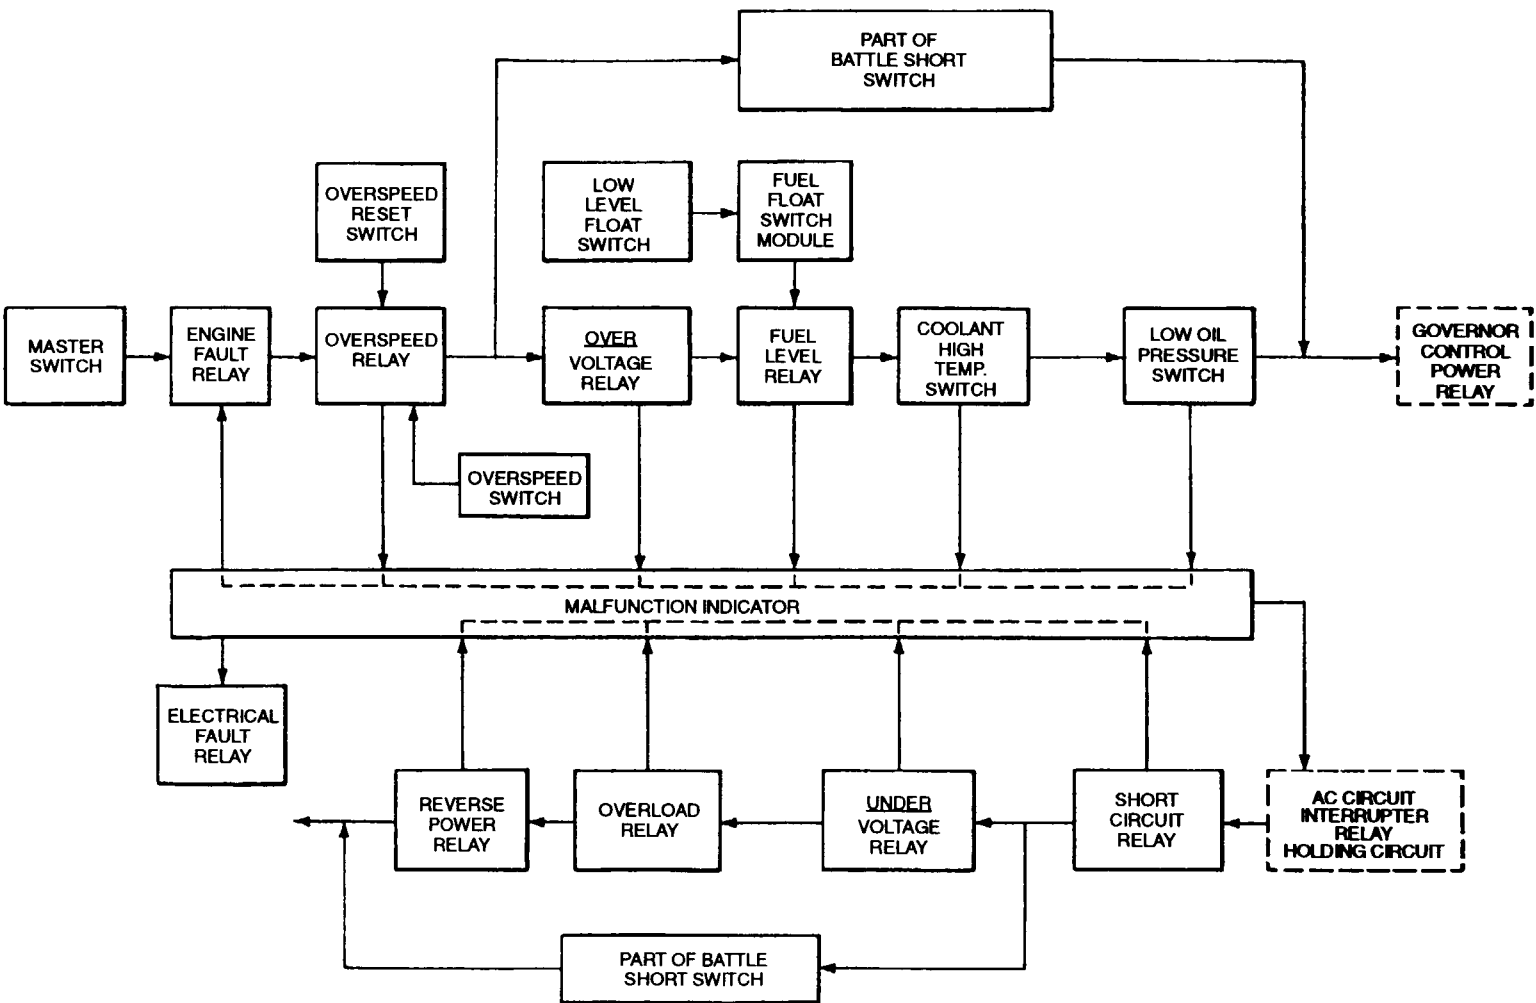 PART OF
BATTLE SHORT
SWITCH
OVERSPEED
RESET
SWITCH
LOW
LEVEL
FLOAT
SWITCH
FUEL
FLOAT
SWITCH
MODULE
MASTER
SWITCH
ENGINE
FAULT
RELAY
OVERSPEED
RELAY
OVER
VOLTAGE
RELAY
FUEL
LEVEL
RELAY
COOLANT
HIGH
TEMP.
SWITCH
LOW OIL
PRESSURE
SWITCH
GOVERNOR
CONTROL
POWER
RELAY
OVERSPEED
SWITCH
MALFUNCTION INDICATOR
ELECTRICAL
FAULT
RELAY
REVERSE
POWER
RELAY
OVERLOAD
RELAY
UNDER
VOLTAGE
RELAY
SHORT
CIRCUIT
RELAY
AC CIRCUIT
INTERRUPTER
RELAY
HOLDING CIRCUIT
PART OF BATTLE
SHORT SWITCH